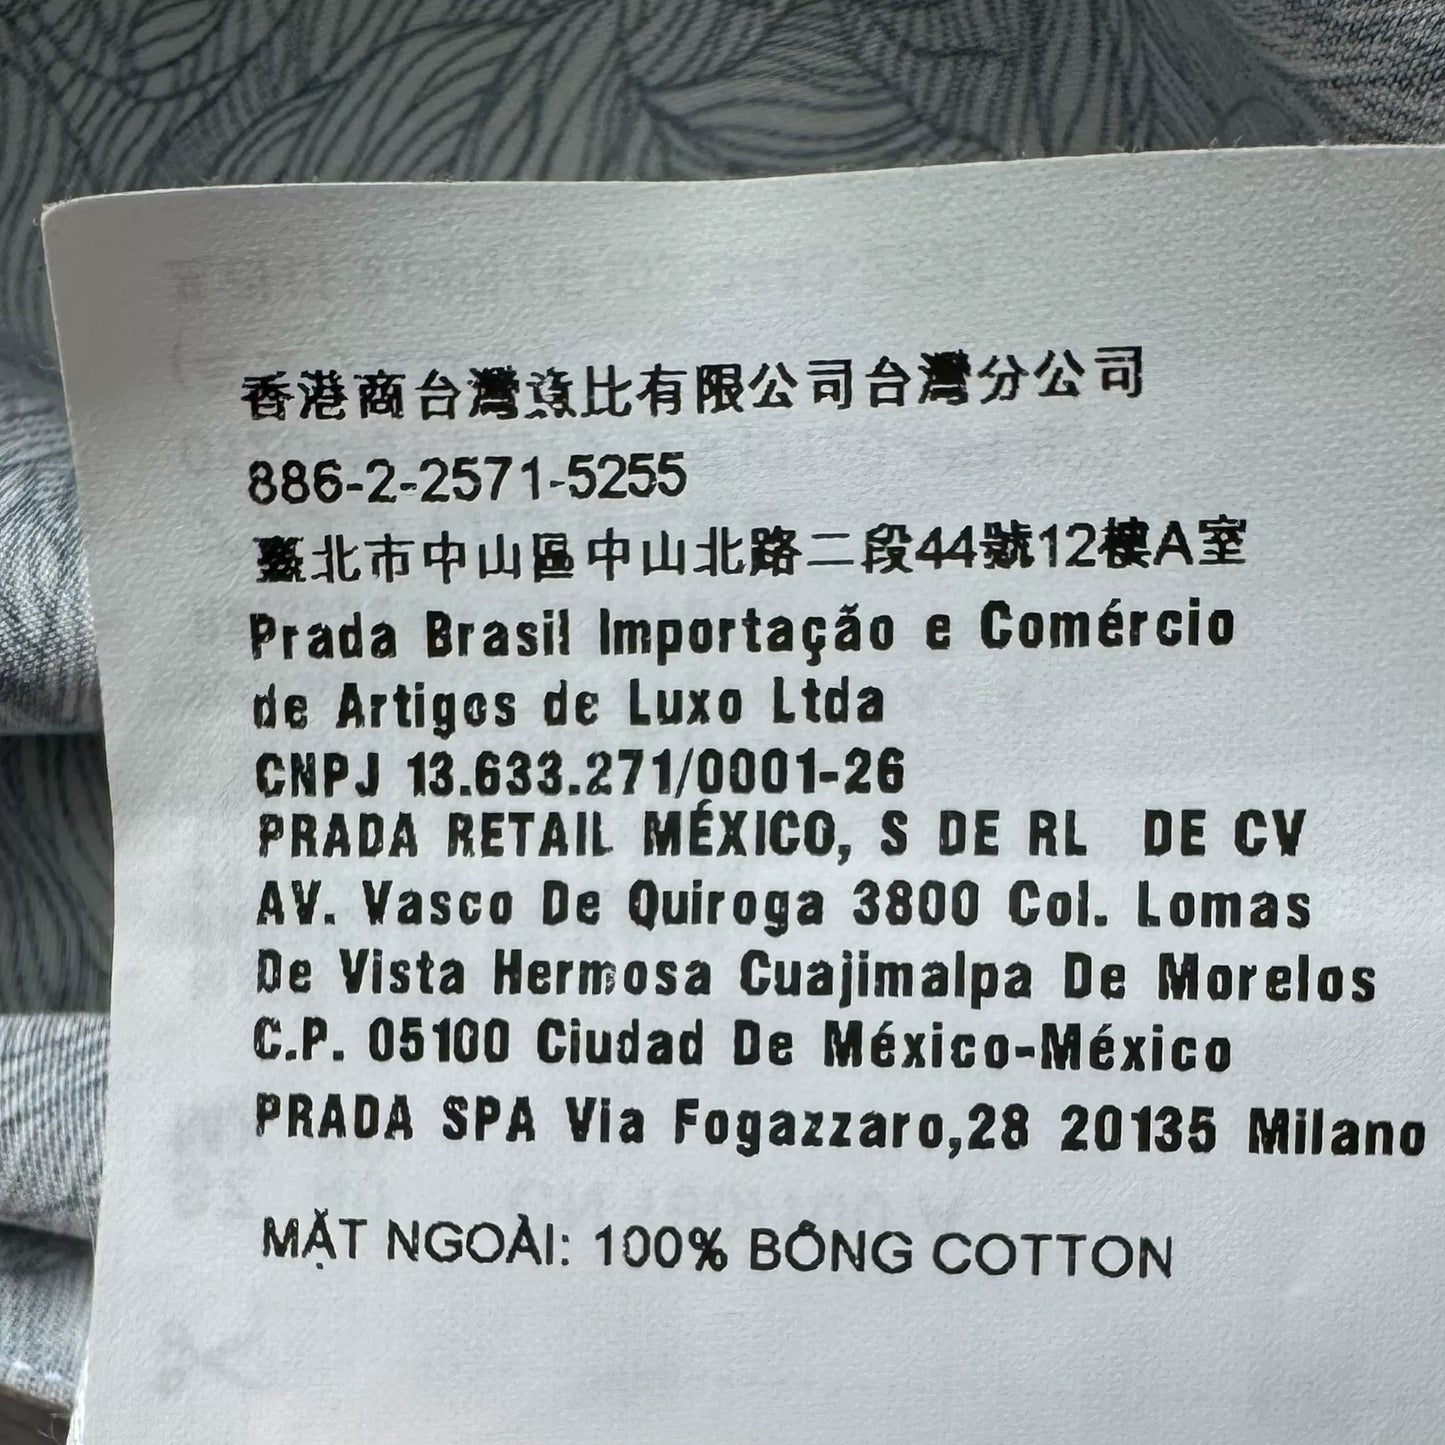 香港商台灣意比有限公司台灣分公司
886-2-2571-5255
臺北市中山區中山北路二段44號12樓A室
Prada Brasil Importação e Comércio
de Artigos de Luxo Ltda
CNPJ 13.633.271/0001-26
PRADA RETAIL MÉXICO, S DE RL DE CV
AV. Vasco De Quiroga 3800 Col. Lomas
De Vista Hermosa Cuajimalpa De Morelos
C.P. 05100 Ciudad De México-México
PRADA SPA Via Fogazzaro,28 20135 Milano
MẶT NGOÀI: 100% BÔNG COTTON